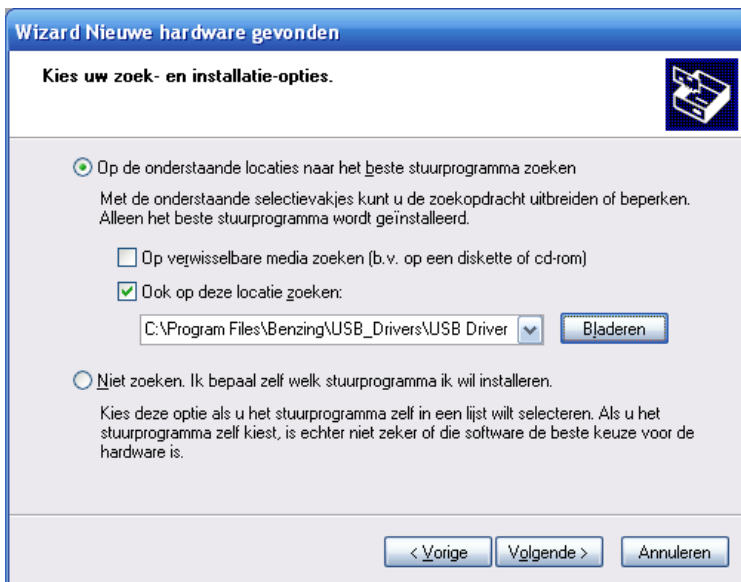 Wizard Nieuwe hardware gevonden
Kies uw zoek- en installatie-opties.
Op de onderstaande locaties naar het beste stuurprogramma zoeken
Met de onderstaande selectievakjes kunt u de zoekopdracht uitbreiden of beperken.
Alleen het beste stuurprogramma wordt geïnstalleerd.
Op verwisselbare media zoeken (b.v. op een diskette of cd-rom)
Ook op deze locatie zoeken:
C:\Program Files\Benzing\USB_Drivers\USB Driver
Bladeren
Niet zoeken. Ik bepaal zelf welk stuurprogramma ik wil installeren.
Kies deze optie als u het stuurprogramma zelf in een lijst wilt selecteren. Als u het
stuurprogramma zelf kiest, is echter niet zeker of die software de beste keuze voor de
hardware is.
< Vorige
Volgende >
Annuleren